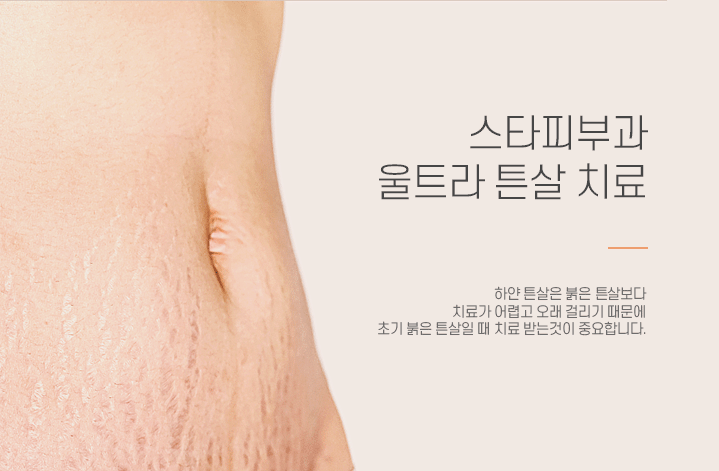 스타피부과
울트라 튼살 치료
하얀 튼살은 붉은 튼살보다
치료가 어렵고 오래 걸리기 때문에
초기 붉은 튼살일 때 치료 받는것이 중요합니다.